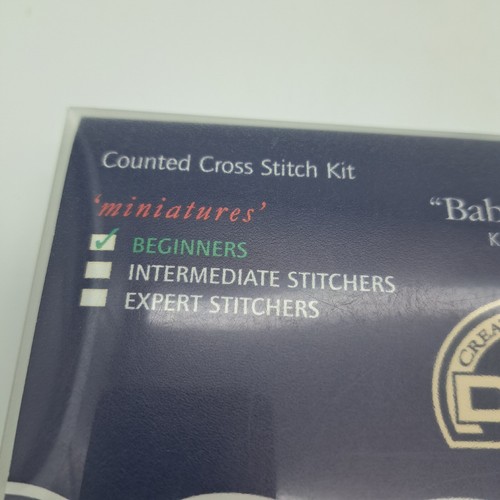 Counted Cross Stitch Kit
'miniatures'
BEGINNERS
INTERMEDIATE STITCHERS
EXPERT STITCHERS